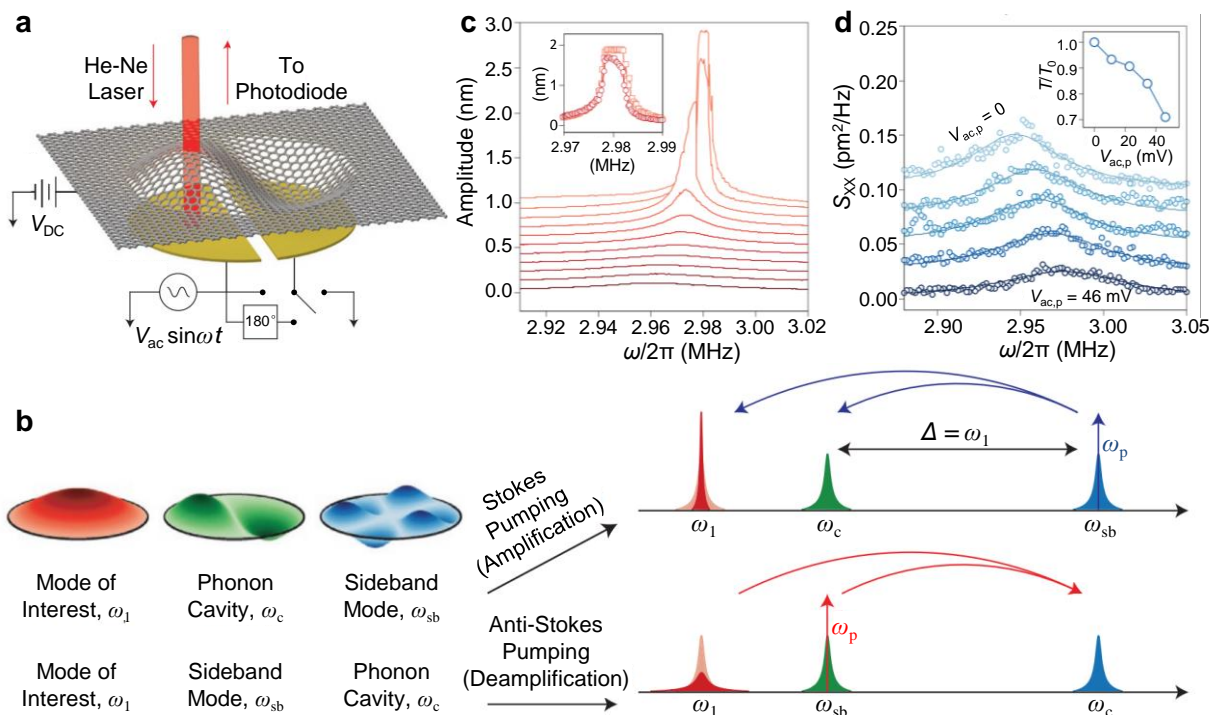 a
He-Ne
Laser
To
Photodiode
V_DC
V_ac sinωt
180°
c
Amplitude (nm)
3.0
2.5
2.0
1.5
1.0
0.5
0.0
2.92
2.94
2.96
2.98
3.00
3.02
ω/2π (MHz)
(nm)
2
1
0
2.97
2.98
2.99
(MHz)
d
S_XX (pm²/Hz)
0.25
0.20
0.15
0.10
0.05
0.00
2.90
2.95
3.00
3.05
ω/2π (MHz)
V_ac,p = 0
V_ac,p = 46 mV
T/T_0
1.0
0.9
0.8
0.7
0
20
40
V_ac,p (mV)
b
Mode of
Interest, ω_1
Phonon
Cavity, ω_c
Sideband
Mode, ω_sb
Mode of
Interest, ω_1
Sideband
Mode, ω_sb
Phonon
Cavity, ω_c
Stokes
Pumping
(Amplification)
Δ = ω_1
ω_p
ω_1
ω_c
ω_sb
Anti-Stokes
Pumping
(Deamplification)
ω_p
ω_1
ω_sb
ω_c